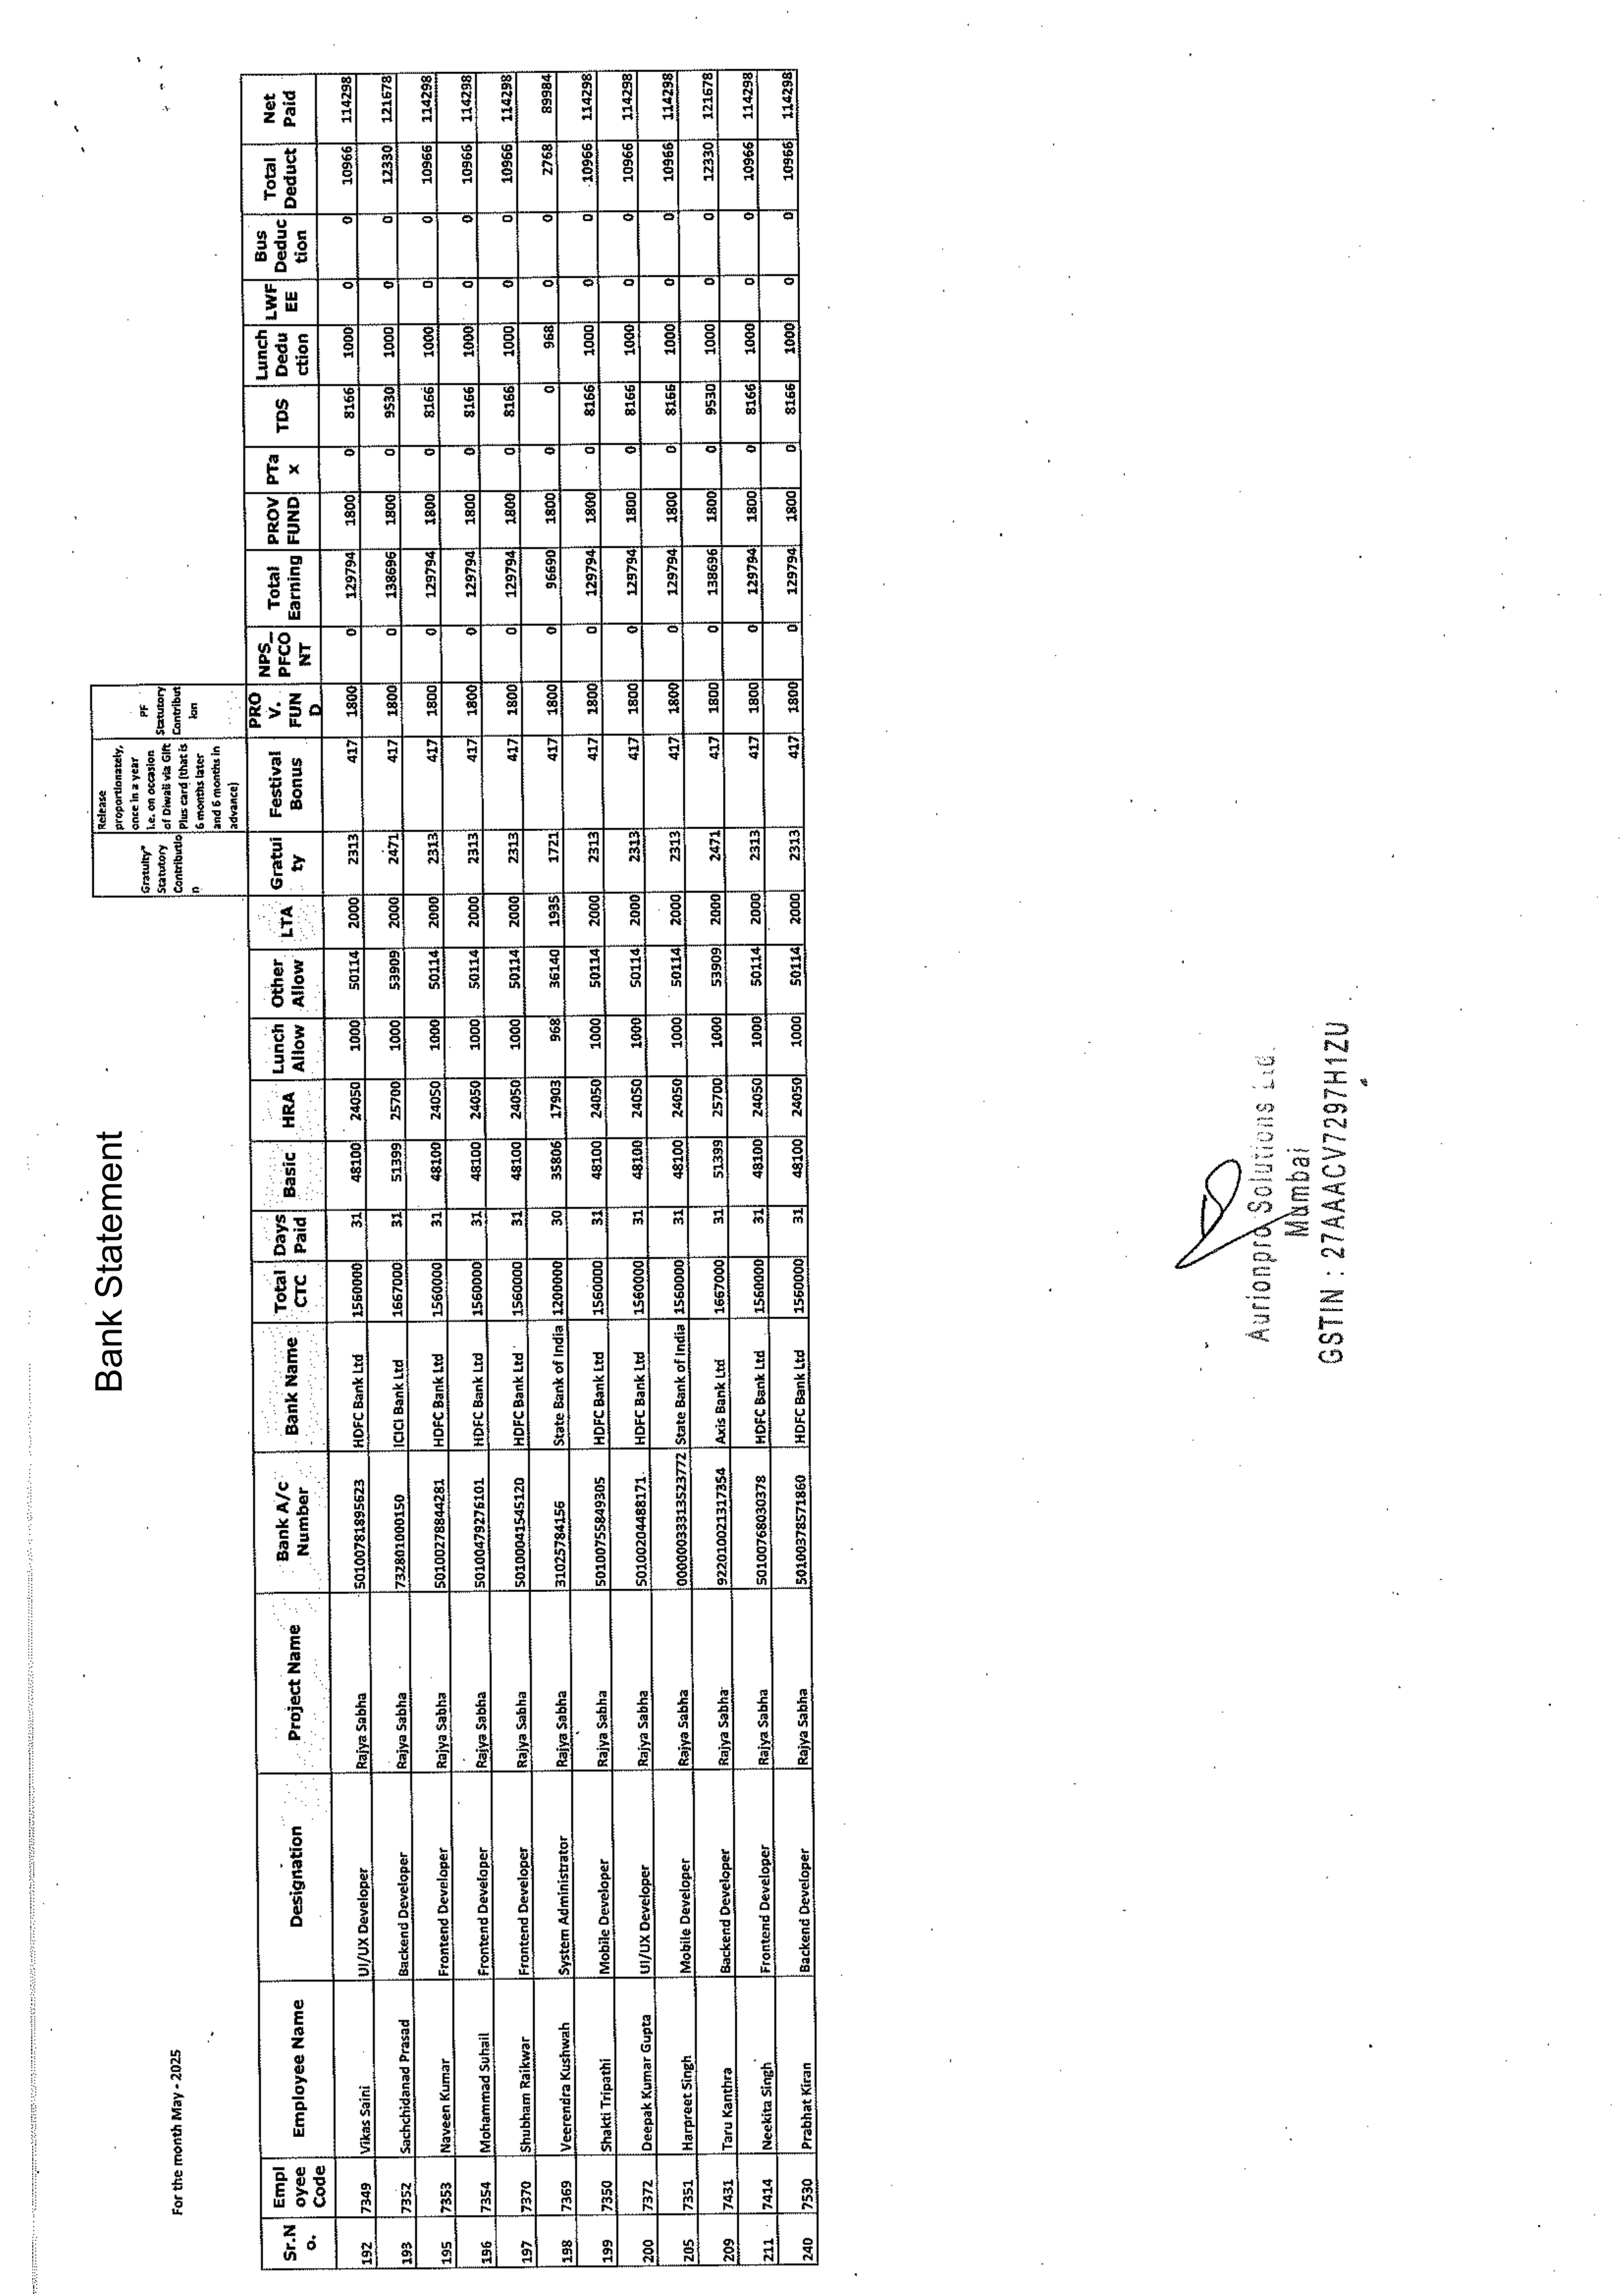 Bank Statement
For the month May - 2025
Gratuity* Statutory Contribution
Release proportionately, once in a year i.e. on occasion of Diwali via Gift Plus card (that is 6 months later and 6 months in advance)
PF Statutory Contribution
Sr.No. Employee Code Employee Name Designation Project Name Bank A/c Number Bank Name Total CTC Days Paid Basic HRA Lunch Allow Other Allow LTA Gratuity Festival Bonus PROV. FUND NPS_PFCONT Total Earning PROV FUND PTax TDS Lunch Deduction LWF EE Bus Deduction Total Deduct Net Paid
192 7349 Vikas Saini UI/UX Developer Rajya Sabha 50100781895623 HDFC Bank Ltd 1560000 31 48100 24050 1000 50114 2000 2313 417 1800 0 129794 1800 0 8166 1000 0 0 10966 114298
193 7352 Sachchidanad Prasad Backend Developer Rajya Sabha 732801000150 ICICI Bank Ltd 1667000 31 51399 25700 1000 53909 2000 2471 417 1800 0 138696 1800 0 9530 1000 0 0 12330 121678
195 7353 Naveen Kumar Frontend Developer Rajya Sabha 50100278844281 HDFC Bank Ltd 1560000 31 48100 24050 1000 50114 2000 2313 417 1800 0 129794 1800 0 8166 1000 0 0 10966 114298
196 7354 Mohammad Suhail Frontend Developer Rajya Sabha 50100479276101 HDFC Bank Ltd 1560000 31 48100 24050 1000 50114 2000 2313 417 1800 0 129794 1800 0 8166 1000 0 0 10966 114298
197 7370 Shubham Raikwar Frontend Developer Rajya Sabha 50100041545120 HDFC Bank Ltd 1560000 31 48100 24050 1000 50114 2000 2313 417 1800 0 129794 1800 0 8166 1000 0 0 10966 114298
198 7369 Veerendra Kushwah System Administrator Rajya Sabha 31025784156 State Bank of India 1200000 30 35806 17903 968 36140 1935 1721 417 1800 0 96690 1800 0 0 968 0 0 2768 89984
199 7350 Shakti Tripathi Mobile Developer Rajya Sabha 50100755849305 HDFC Bank Ltd 1560000 31 48100 24050 1000 50114 2000 2313 417 1800 0 129794 1800 0 8166 1000 0 0 10966 114298
200 7372 Deepak Kumar Gupta UI/UX Developer Rajya Sabha 50100204488171 HDFC Bank Ltd 1560000 31 48100 24050 1000 50114 2000 2313 417 1800 0 129794 1800 0 8166 1000 0 0 10966 114298
205 7351 Harpreet Singh Mobile Developer Rajya Sabha 00000033313523772 State Bank of India 1560000 31 48100 24050 1000 50114 2000 2313 417 1800 0 129794 1800 0 8166 1000 0 0 10966 114298
209 7431 Taru Kanthra Backend Developer Rajya Sabha 922010021317354 Axis Bank Ltd 1667000 31 51399 25700 1000 53909 2000 2471 417 1800 0 138696 1800 0 9530 1000 0 0 12330 121678
211 7414 Neekita Singh Frontend Developer Rajya Sabha 50100768030378 HDFC Bank Ltd 1560000 31 48100 24050 1000 50114 2000 2313 417 1800 0 129794 1800 0 8166 1000 0 0 10966 114298
240 7530 Prabhat Kiran Backend Developer Rajya Sabha 50100378571860 HDFC Bank Ltd 1560000 31 48100 24050 1000 50114 2000 2313 417 1800 0 129794 1800 0 8166 1000 0 0 10966 114298
Aurionpro Solutions Ltd.
Mumbai
GSTIN : 27AAACV7297H1ZU